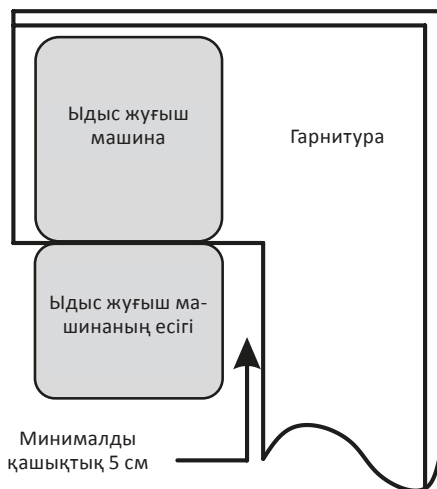 Ыдыс жуғыш
машина
Гарнитура
Ыдыс жуғыш ма-
шинаның есігі
Минималды
қашықтық 5 см